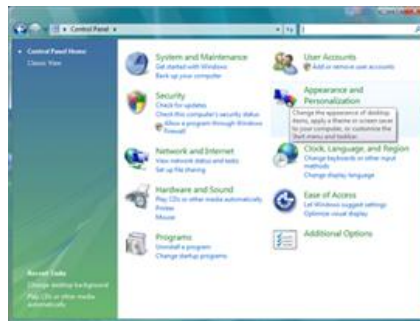 Control Panel
Control Panel Home
Classic View
System and Maintenance
Get started with Windows
Back up your computer
Security
Check for updates
Check this computer's security status
Allow a program through Windows
Firewall
Network and Internet
View network status and tasks
Set up file sharing
Hardware and Sound
Play CDs or other media automatically
Printer
Mouse
Programs
Uninstall a program
Change startup programs
User Accounts
Add or remove user accounts
Appearance and
Personalization
Change the appearance of desktop
items, apply a theme or screen saver
to your computer, or customize the
Start menu and taskbar.
Clock, Language, and Region
Change keyboards or other input
methods
Change display language
Ease of Access
Let Windows suggest settings
Optimize visual display
Additional Options
Recent Tasks
Change desktop background
Play CDs or other media
automatically